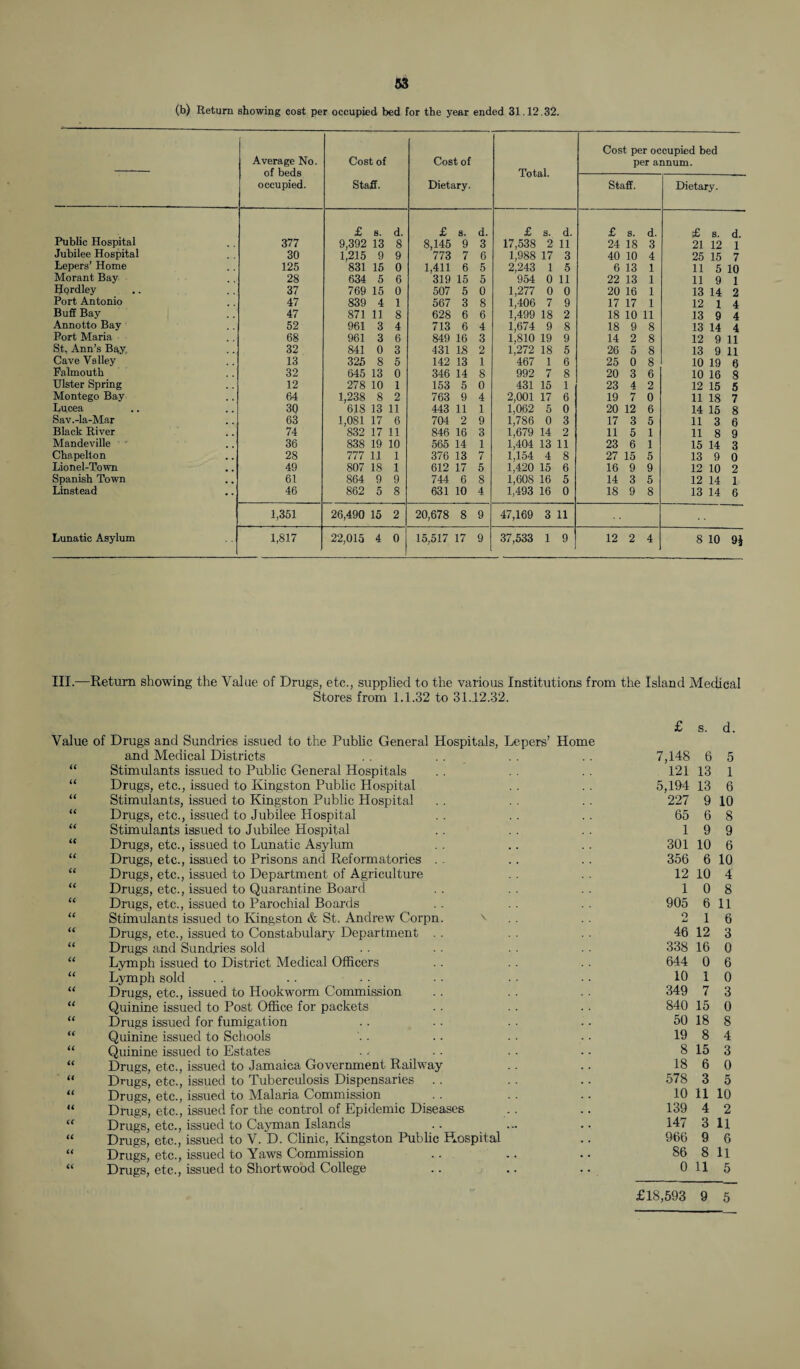 53
(b) Return showing cost per occupied bed for the year ended 31.12.32.
Average No. of beds occupied. Cost of Staff. Cost of Dietary. Total. Cost per occupied bed per annum.
Staff. Dietary.
£ s. d. £ s. d. £ s. d. £ s. d. £ s. d.
Public Hospital .. 377 9,392 13 8 8,145 9 3 17,538 2 11 24 18 3 21 12 1
Jubilee Hospital .. 30 1,215 9 9 773 7 6 1,988 17 3 40 10 4 25 15 7
Lepers' Home .. 125 831 15 0 1,411 6 5 2,243 1 5 6 13 1 11 5 10
Morant Bay .. 28 634 5 6 319 15 5 954 0 11 22 13 1 11 9 1
Hordley .. .. 37 769 15 0 507 5 0 1,277 0 0 20 16 1 13 14 2
Port Antonio .. 47 839 4 1 567 3 8 1,406 7 9 17 17 1 12 1 4
Buff Bay .. 47 871 11 8 628 6 6 1,499 18 2 18 10 11 13 9 4
Annotto Bay .. 52 961 3 4 713 6 4 1,674 9 8 18 9 8 13 14 4
Port Maria .. 68 961 3 6 849 16 3 1,810 19 9 14 2 8 12 9 11
St. Ann's Bay .. 32 841 0 3 431 18 2 1,272 18 5 26 5 8 13 9 11
Cave Valley .. 13 325 8 5 142 13 1 467 1 6 25 0 8 10 19 6
Falmouth .. 32 645 13 0 346 14 8 992 7 8 20 3 6 10 16 8
Ulster Spring .. 12 278 10 1 153 5 0 431 15 1 23 4 2 12 15 5
Montego Bay .. 64 1,238 8 2 763 9 4 2,001 17 6 19 7 0 11 18 7
Lucea .. .. 30 618 13 11 443 11 1 1,062 5 0 20 12 6 14 15 8
Sav.-la-Mar .. 63 1,081 17 6 704 2 9 1,786 0 3 17 3 5 11 3 6
Black River .. 74 832 17 11 846 16 3 1,679 14 2 11 5 1 11 8 9
Mandeville .. 36 838 19 10 565 14 1 1,404 13 11 23 6 1 15 14 3
Chapelton .. 28 777 11 1 376 13 7 1,154 4 8 27 15 5 13 9 0
Lionel-Town .. 49 807 18 1 612 17 5 1,420 15 6 16 9 9 12 10 2
Spanish Town .. 61 864 9 9 744 6 8 1,608 16 5 14 3 5 12 14 1
Linstead .. 46 862 5 8 631 10 4 1,493 16 0 18 9 8 13 14 6
1,351 26,490 15 2 20,678 8 9 47,169 3 11 .. ..
Lunatic Asylum .. 1,817 22,015 4 0 15,517 17 9 37,533 1 9 12 2 4 8 10 9½
III.—Return showing the Value of Drugs, etc., supplied to the various Institutions from the Island Medical
Stores from 1.1.32 to 31.12.32.
£ s. d.
Value of Drugs and Sundries issued to the Public General Hospitals, Lepers' Home
and Medical Districts .. .. .. .. 7,148 6 5
" Stimulants issued to Public General Hospitals .. .. .. 121 13 1
" Drugs, etc., issued to Kingston Public Hospital .. .. 5,194 13 6
" Stimulants, issued to Kingston Public Hospital .. .. .. 227 9 10
" Drugs, etc., issued to Jubilee Hospital .. .. .. 65 6 8
" Stimulants issued to Jubilee Hospital .. .. .. 1 9 9
" Drugs, etc., issued to Lunatic Asylum .. .. .. 301 10 6
" Drugs, etc., issued to Prisons and Reformatories .. .. .. 356 6 10
" Drugs, etc., issued to Department of Agriculture .. .. 12 10 4
" Drugs, etc., issued to Quarantine Board .. .. .. 1 0 8
" Drugs, etc., issued to Parochial Boards .. .. .. 905 6 11
" Stimulants issued to Kingston & St. Andrew Corpn. .. .. 2 1 6
" Drugs, etc., issued to Constabulary Department .. .. .. 46 12 3
" Drugs and Sundries sold .. .. .. .. 338 16 0
" Lymph issued to District Medical Officers .. .. .. 644 0 6
" Lymph sold .. .. .. .. .. .. 10 1 0
" Drugs, etc., issued to Hookworm Commission .. .. .. 349 7 3
" Quinine issued to Post Office for packets .. .. .. 840 15 0
" Drugs issued for fumigation .. .. .. .. 50 18 8
" Quinine issued to Schools .. .. .. .. 19 8 4
" Quinine issued to Estates .. .. .. .. 8 15 3
" Drugs, etc., issued to Jamaica Government Railway .. .. 18 6 0
" Drugs, etc., issued to Tuberculosis Dispensaries .. .. .. 578 3 5
" Drugs, etc., issued to Malaria Commission .. .. .. 10 11 10
" Drugs, etc., issued for the control of Epidemic Diseases .. .. 139 4 2
" Drugs, etc., issued to Cayman Islands .. ... .. 147 3 11
" Drugs, etc., issued to V. D. Clinic, Kingston Public Hospital .. 966 9 6
" Drugs, etc., issued to Yaws Commission .. .. .. 86 8 11
" Drugs, etc., issued to Shortwood College .. .. .. 0 11 5
£18,593 9 5